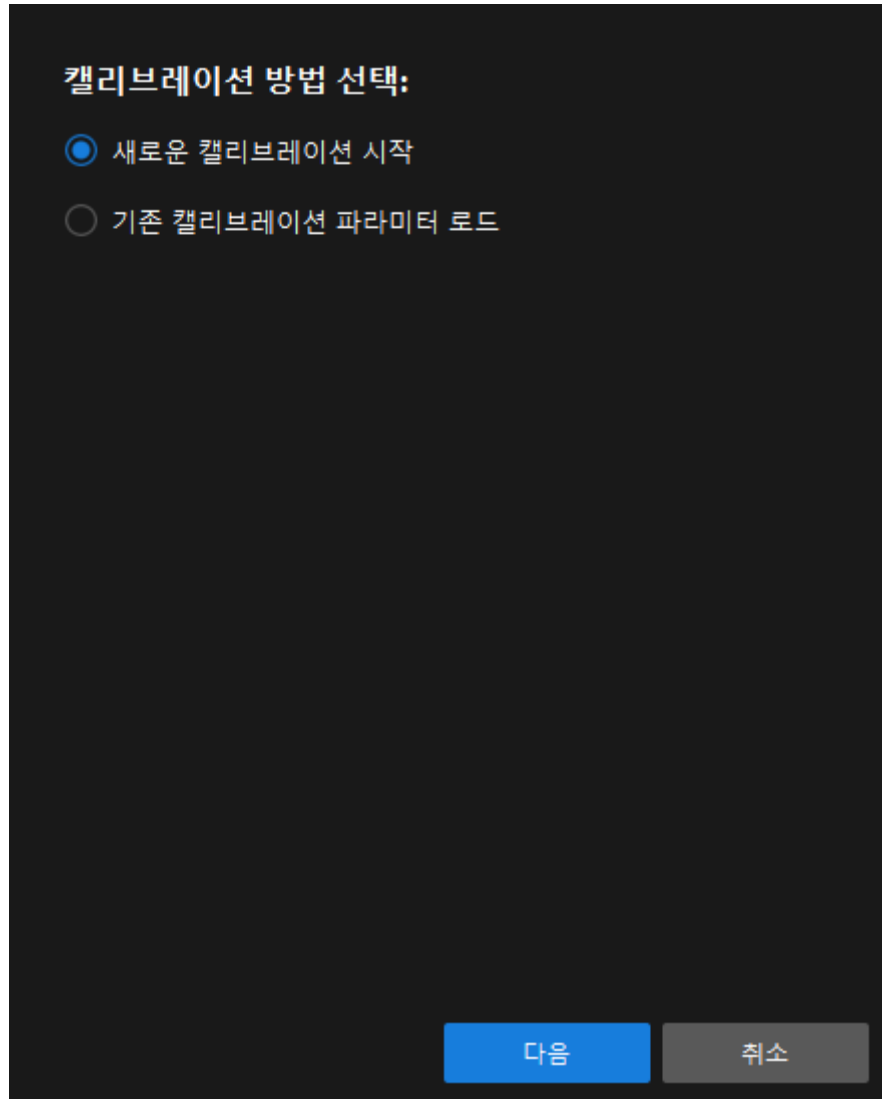 캘리브레이션 방법 선택:
새로운 캘리브레이션 시작
기존 캘리브레이션 파라미터 로드
다음
취소